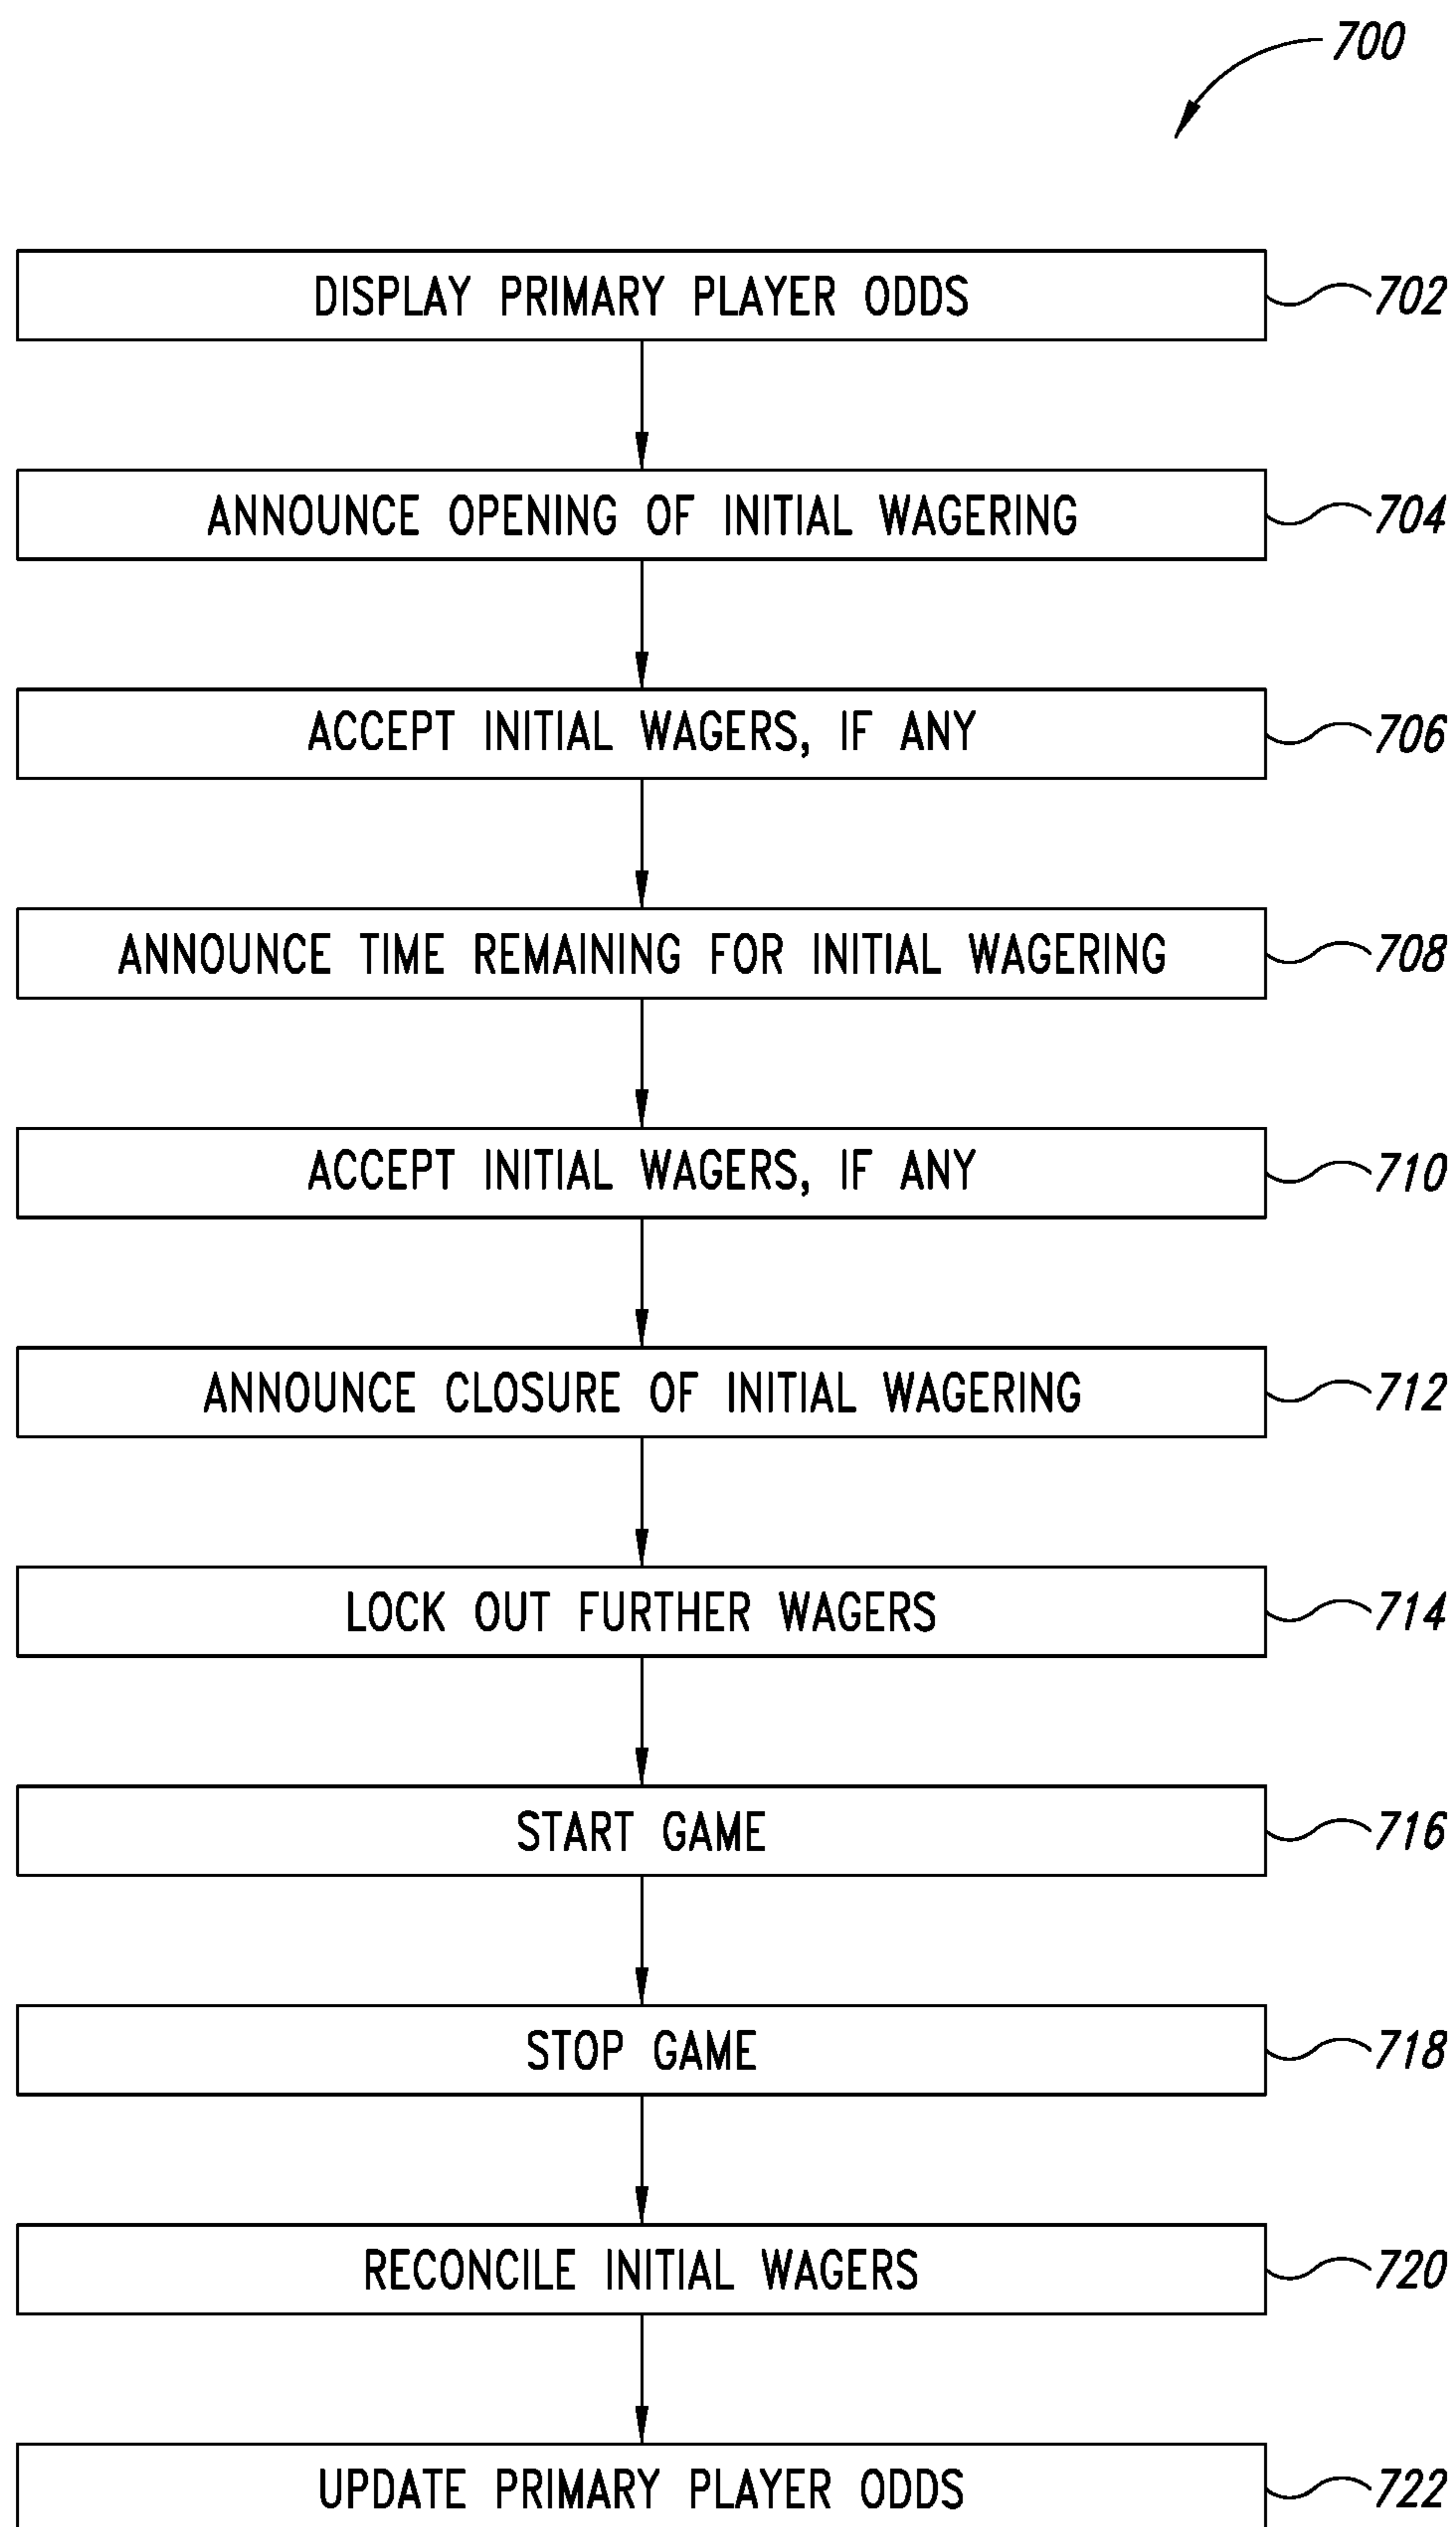 700
DISPLAY PRIMARY PLAYER ODDS 702
ANNOUNCE OPENING OF INITIAL WAGERING 704
ACCEPT INITIAL WAGERS, IF ANY 706
ANNOUNCE TIME REMAINING FOR INITIAL WAGERING 708
ACCEPT INITIAL WAGERS, IF ANY 710
ANNOUNCE CLOSURE OF INITIAL WAGERING 712
LOCK OUT FURTHER WAGERS 714
START GAME 716
STOP GAME 718
RECONCILE INITIAL WAGERS 720
UPDATE PRIMARY PLAYER ODDS 722